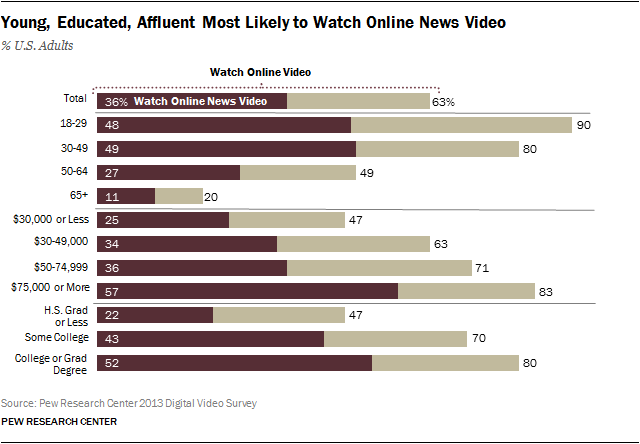 Young, Educated, Affluent Most Likely to Watch Online News Video
% U.S. Adults
Watch Online Video
Total 36% Watch Online News Video 63%
18-29 48 90
30-49 49 80
50-64 27 49
65+ 11 20
$30,000 or Less 25 47
$30-49,000 34 63
$50-74,999 36 71
$75,000 or More 57 83
H.S. Grad
or Less 22 47
Some College 43 70
College or Grad
Degree 52 80
Source: Pew Research Center 2013 Digital Video Survey
PEW RESEARCH CENTER